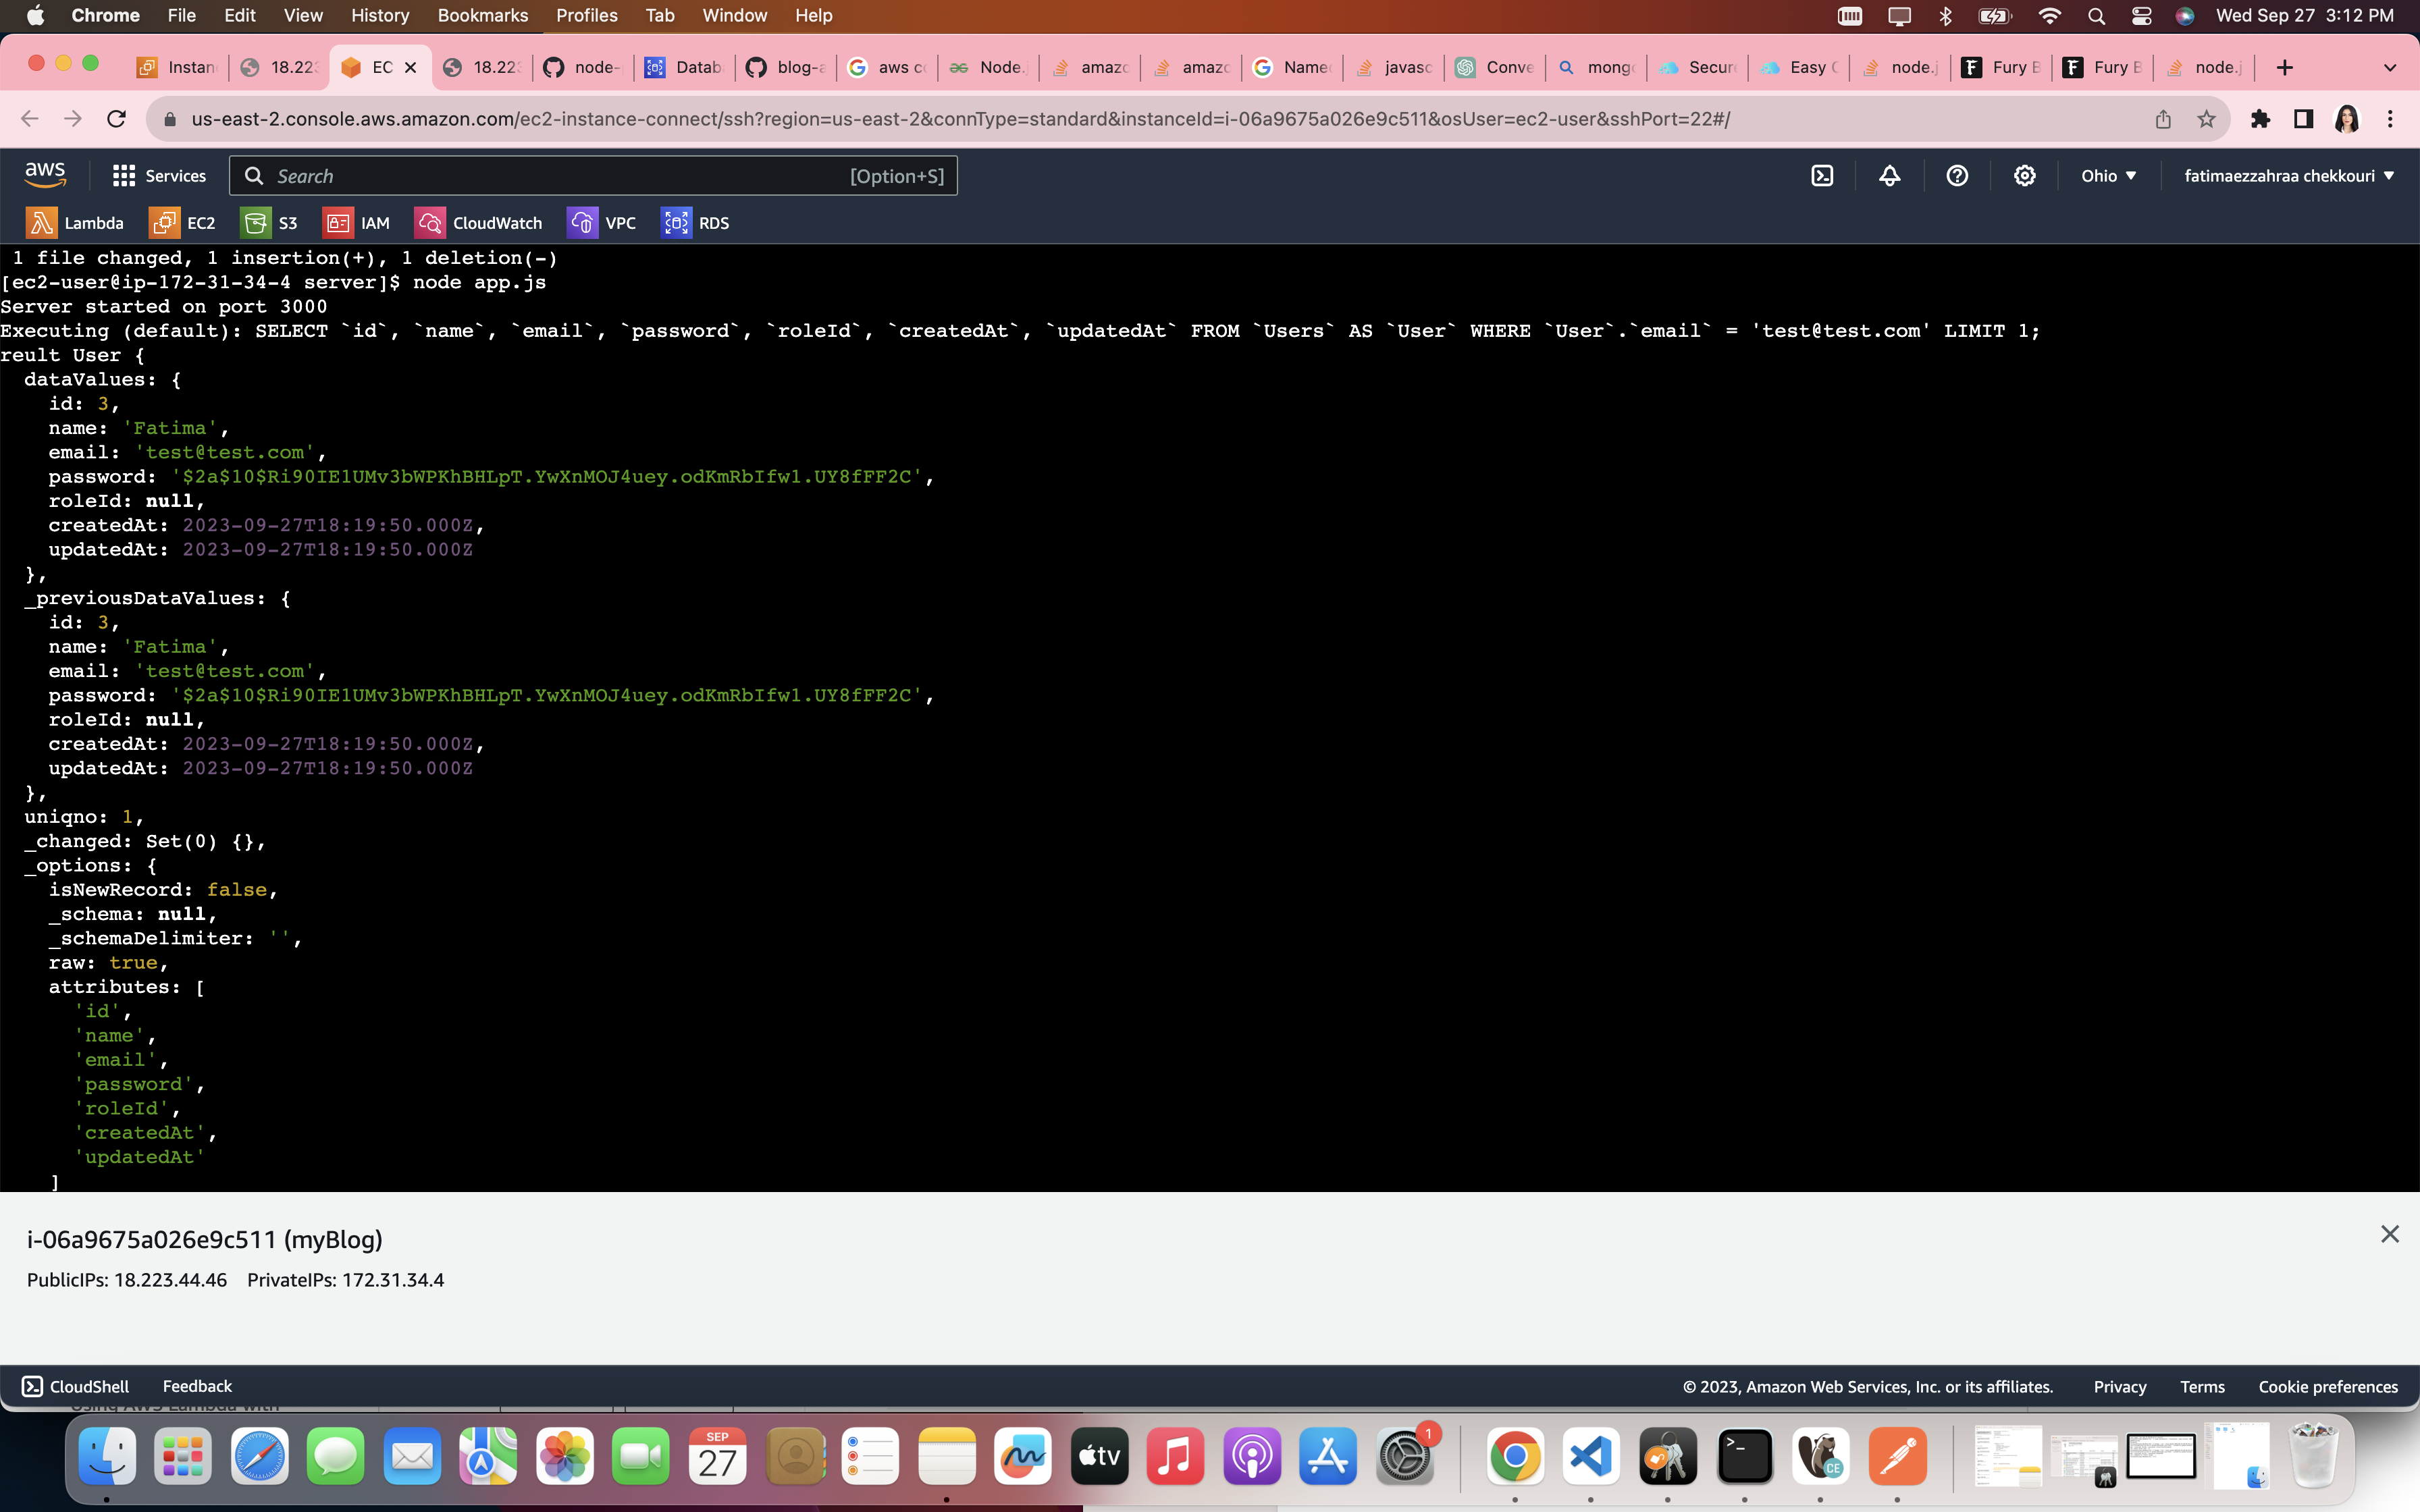 Chrome File Edit View History Bookmarks Profiles Tab Window Help Wed Sep 27 3:12 PM
Instan 18.223 EC 18.223 node- Datab blog-a aws co Node. amazo amazo Name javasc Conve mong Secur Easy node.j Fury B Fury B node.j
us-east-2.console.aws.amazon.com/ec2-instance-connect/ssh?region=us-east-2&connType=standard&instanceId=i-06a9675a026e9c511&osUser=ec2-user&sshPort=22#/
aws Services Search [Option+S] Ohio fatimaezzahraa chekkouri
Lambda EC2 S3 IAM CloudWatch VPC RDS
1 file changed, 1 insertion(+), 1 deletion(-)
[ec2-user@ip-172-31-34-4 server]$ node app.js
Server started on port 3000
Executing (default): SELECT `id`, `name`, `email`, `password`, `roleId`, `createdAt`, `updatedAt` FROM `Users` AS `User` WHERE `User`.`email` = 'test@test.com' LIMIT 1;
reult User {
dataValues: {
id: 3,
name: 'Fatima',
email: 'test@test.com',
password: '$2a$10$Ri90IE1UMv3bWPKhBHLpT.YwXnMOJ4uey.odKmRbIfw1.UY8fFF2C',
roleId: null,
createdAt: 2023-09-27T18:19:50.000Z,
updatedAt: 2023-09-27T18:19:50.000Z
},
_previousDataValues: {
id: 3,
name: 'Fatima',
email: 'test@test.com',
password: '$2a$10$Ri90IE1UMv3bWPKhBHLpT.YwXnMOJ4uey.odKmRbIfw1.UY8fFF2C',
roleId: null,
createdAt: 2023-09-27T18:19:50.000Z,
updatedAt: 2023-09-27T18:19:50.000Z
},
uniqno: 1,
_changed: Set(0) {},
_options: {
isNewRecord: false,
_schema: null,
_schemaDelimiter: '',
raw: true,
attributes: [
'id',
'name',
'email',
'password',
'roleId',
'createdAt',
'updatedAt'
]
i-06a9675a026e9c511 (myBlog)
PublicIPs: 18.223.44.46 PrivateIPs: 172.31.34.4
CloudShell Feedback © 2023, Amazon Web Services, Inc. or its affiliates. Privacy Terms Cookie preferences
SEP
27
tv
1
CE